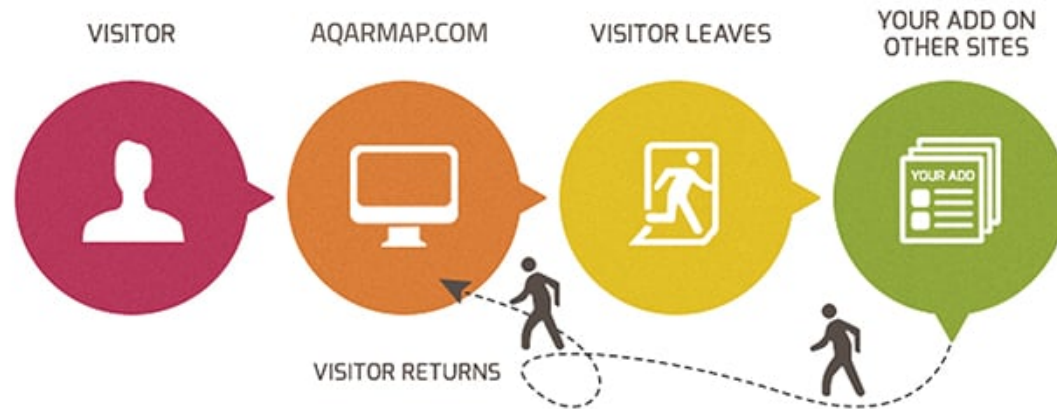 VISITOR
AQARMAP.COM
VISITOR LEAVES
YOUR ADD ON
OTHER SITES
YOUR ADD
VISITOR RETURNS